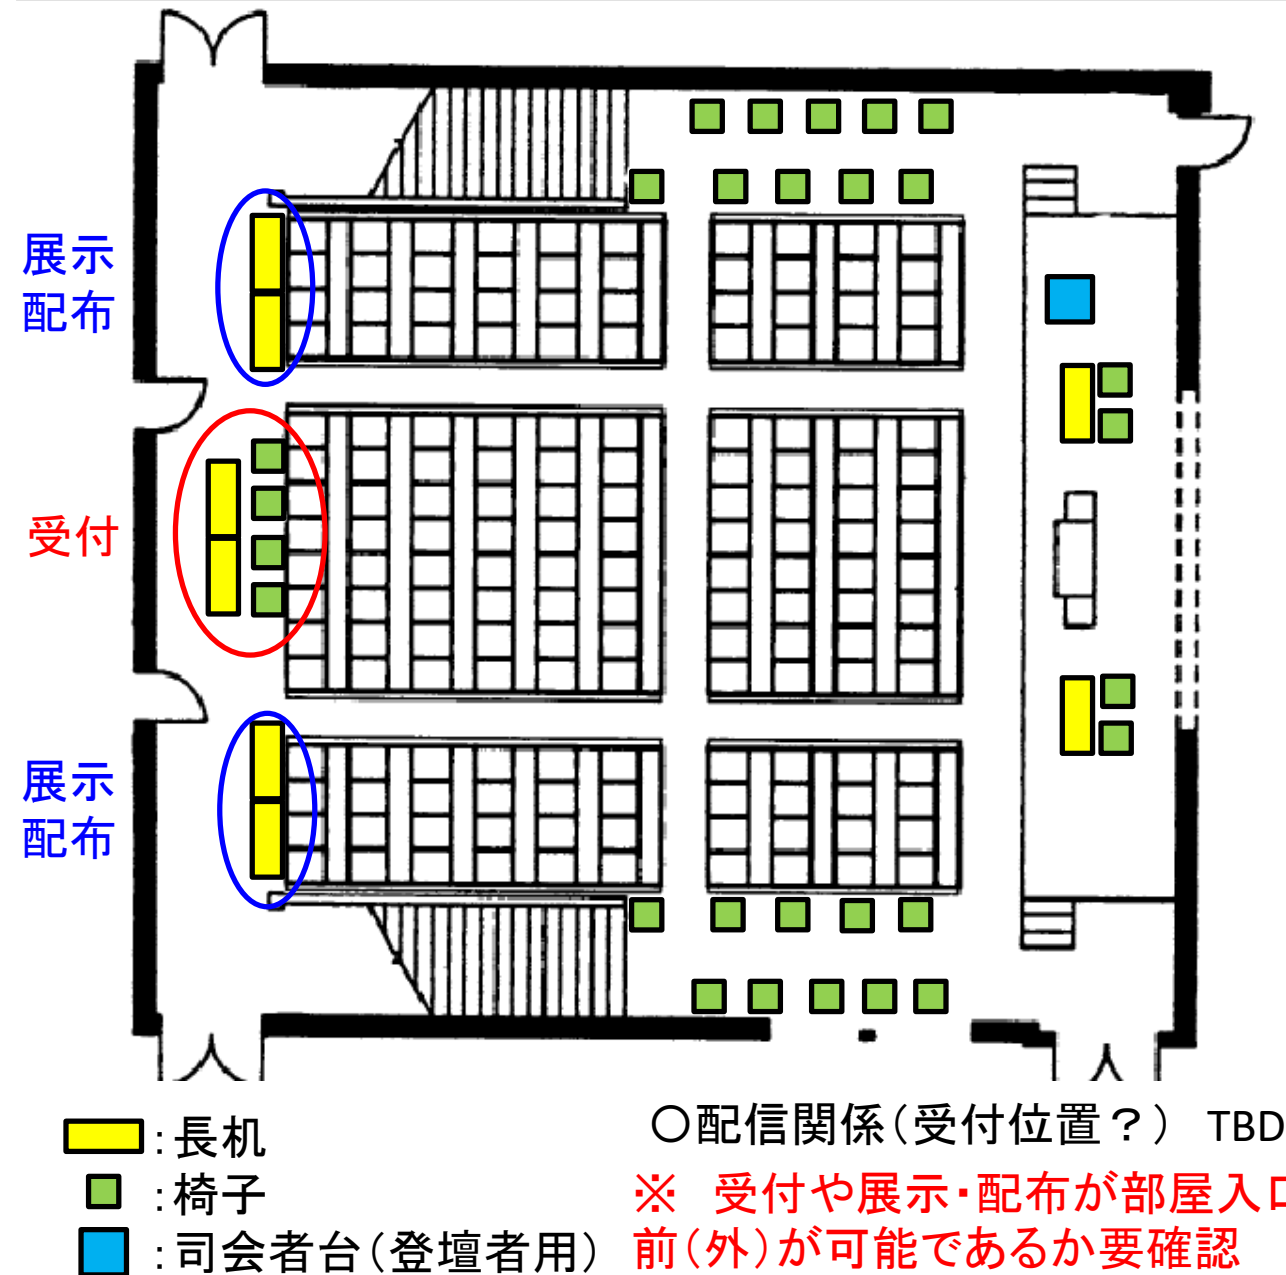 展示
配布
受付
展示
配布
：長机
：椅子
：司会者台（登壇者用）
〇配信関係（受付位置？） TBD
※ 受付や展示・配布が部屋入口
前（外）が可能であるか要確認